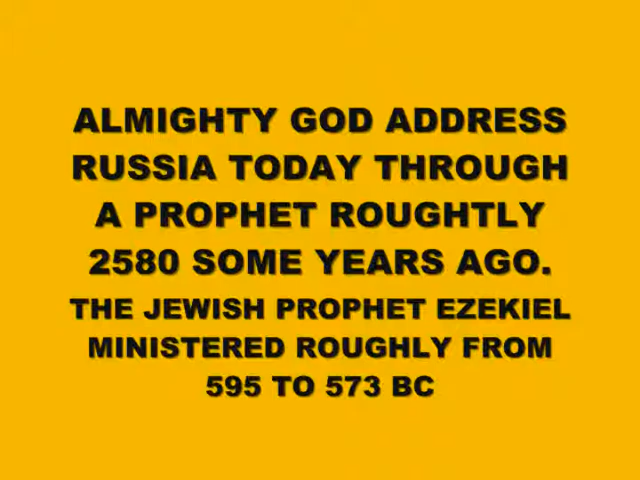 ALMIGHTY GOD ADDRESS
RUSSIA TODAY THROUGH
A PROPHET ROUGHTLY
2580 SOME YEARS AGO.
THE JEWISH PROPHET EZEKIEL
MINISTERED ROUGHLY FROM
595 TO 573 BC